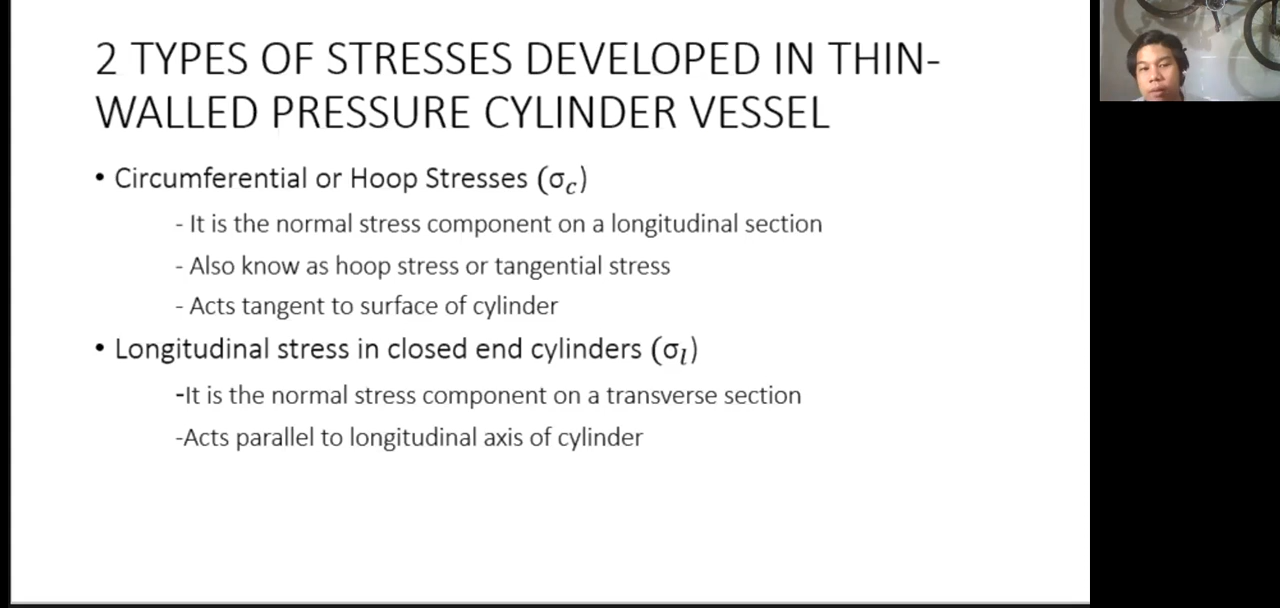 2 TYPES OF STRESSES DEVELOPED IN THIN-
WALLED PRESSURE CYLINDER VESSEL
• Circumferential or Hoop Stresses (σ𝑐)
- It is the normal stress component on a longitudinal section
- Also know as hoop stress or tangential stress
- Acts tangent to surface of cylinder
• Longitudinal stress in closed end cylinders (σ𝑙)
-It is the normal stress component on a transverse section
-Acts parallel to longitudinal axis of cylinder